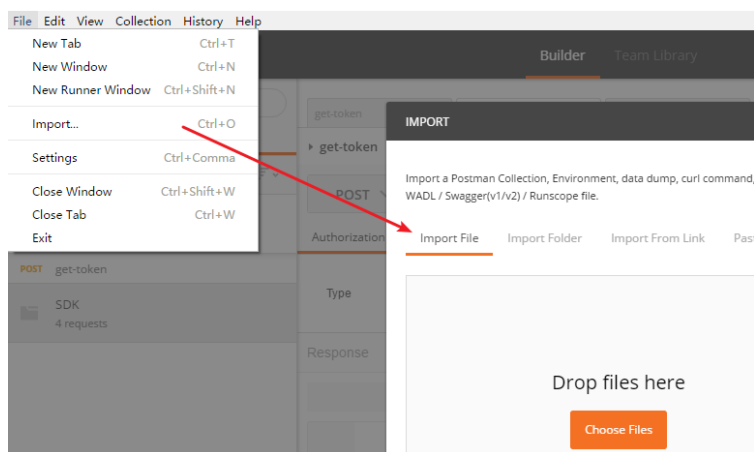 File Edit View Collection History Help
New Tab Ctrl+T
New Window Ctrl+N
New Runner Window Ctrl+Shift+N
Import... Ctrl+O
Settings Ctrl+Comma
Close Window Ctrl+Shift+W
Close Tab Ctrl+W
Exit
POST get-token
SDK
4 requests
Builder Team Library
get-token
get-token
POST
Authorization
Type
Response
IMPORT
Import a Postman Collection, Environment, data dump, curl command,
WADL / Swagger(v1/v2) / Runscope file.
Import File Import Folder Import From Link Pas
Drop files here
Choose Files